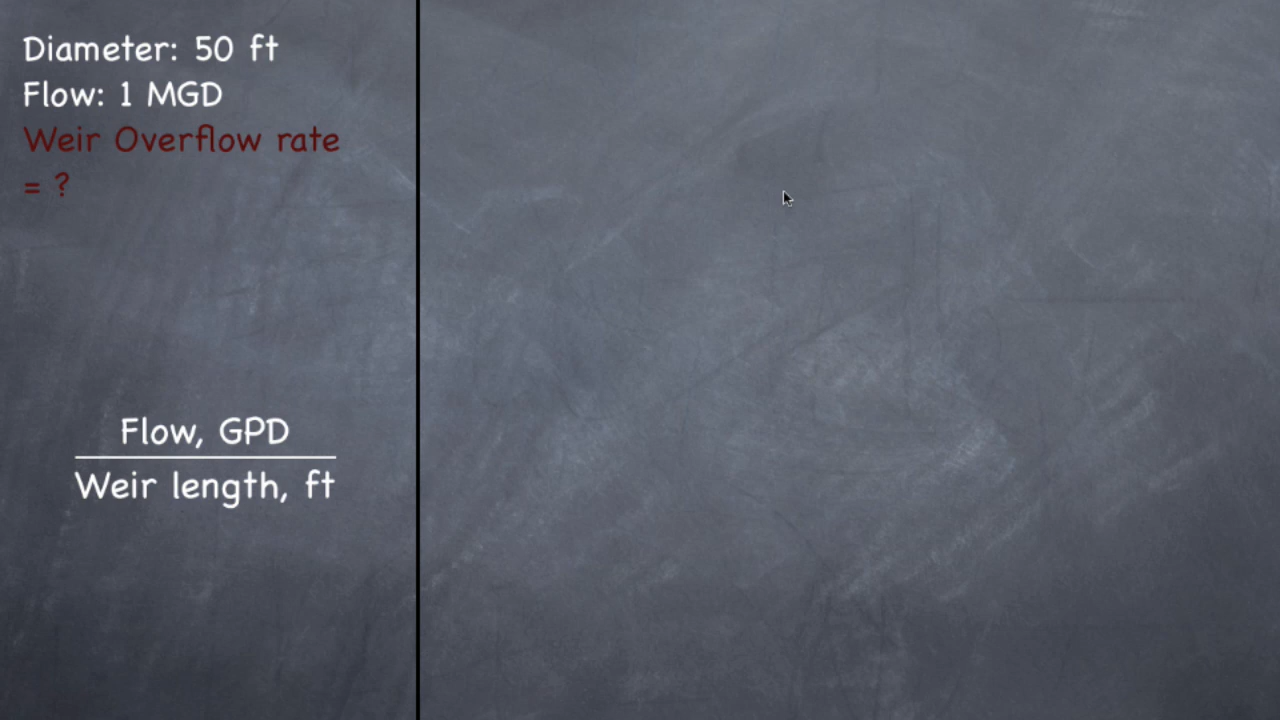 Diameter: 50 ft
Flow: 1 MGD
Weir Overflow rate
= ?
Flow, GPD
Weir length, ft